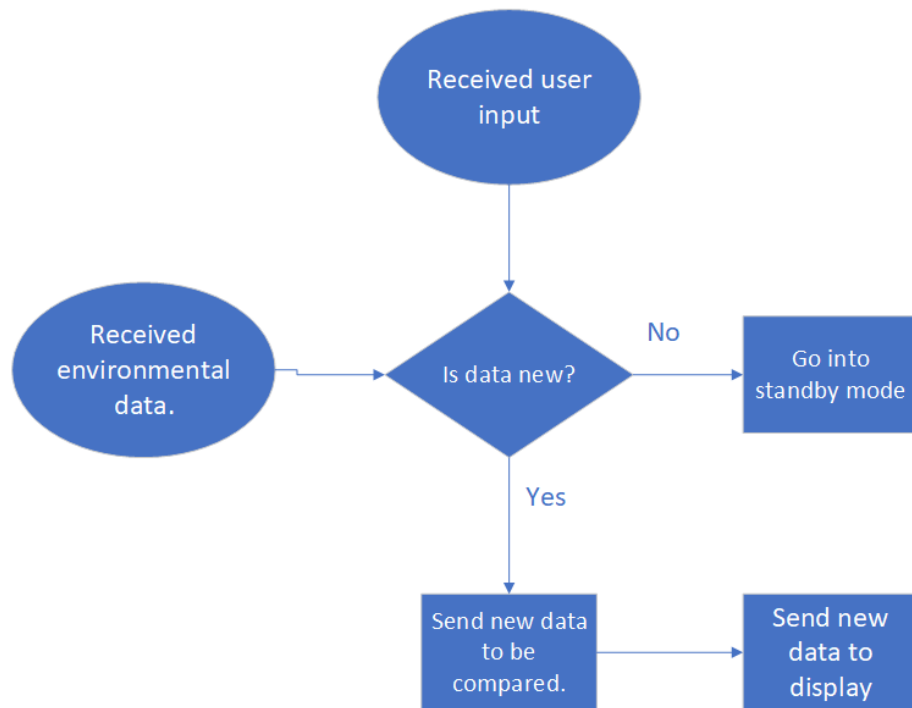 Received user
input
Received
environmental
data.
Is data new?
No
Go into
standby mode
Yes
Send new data
to be
compared.
Send new
data to
display